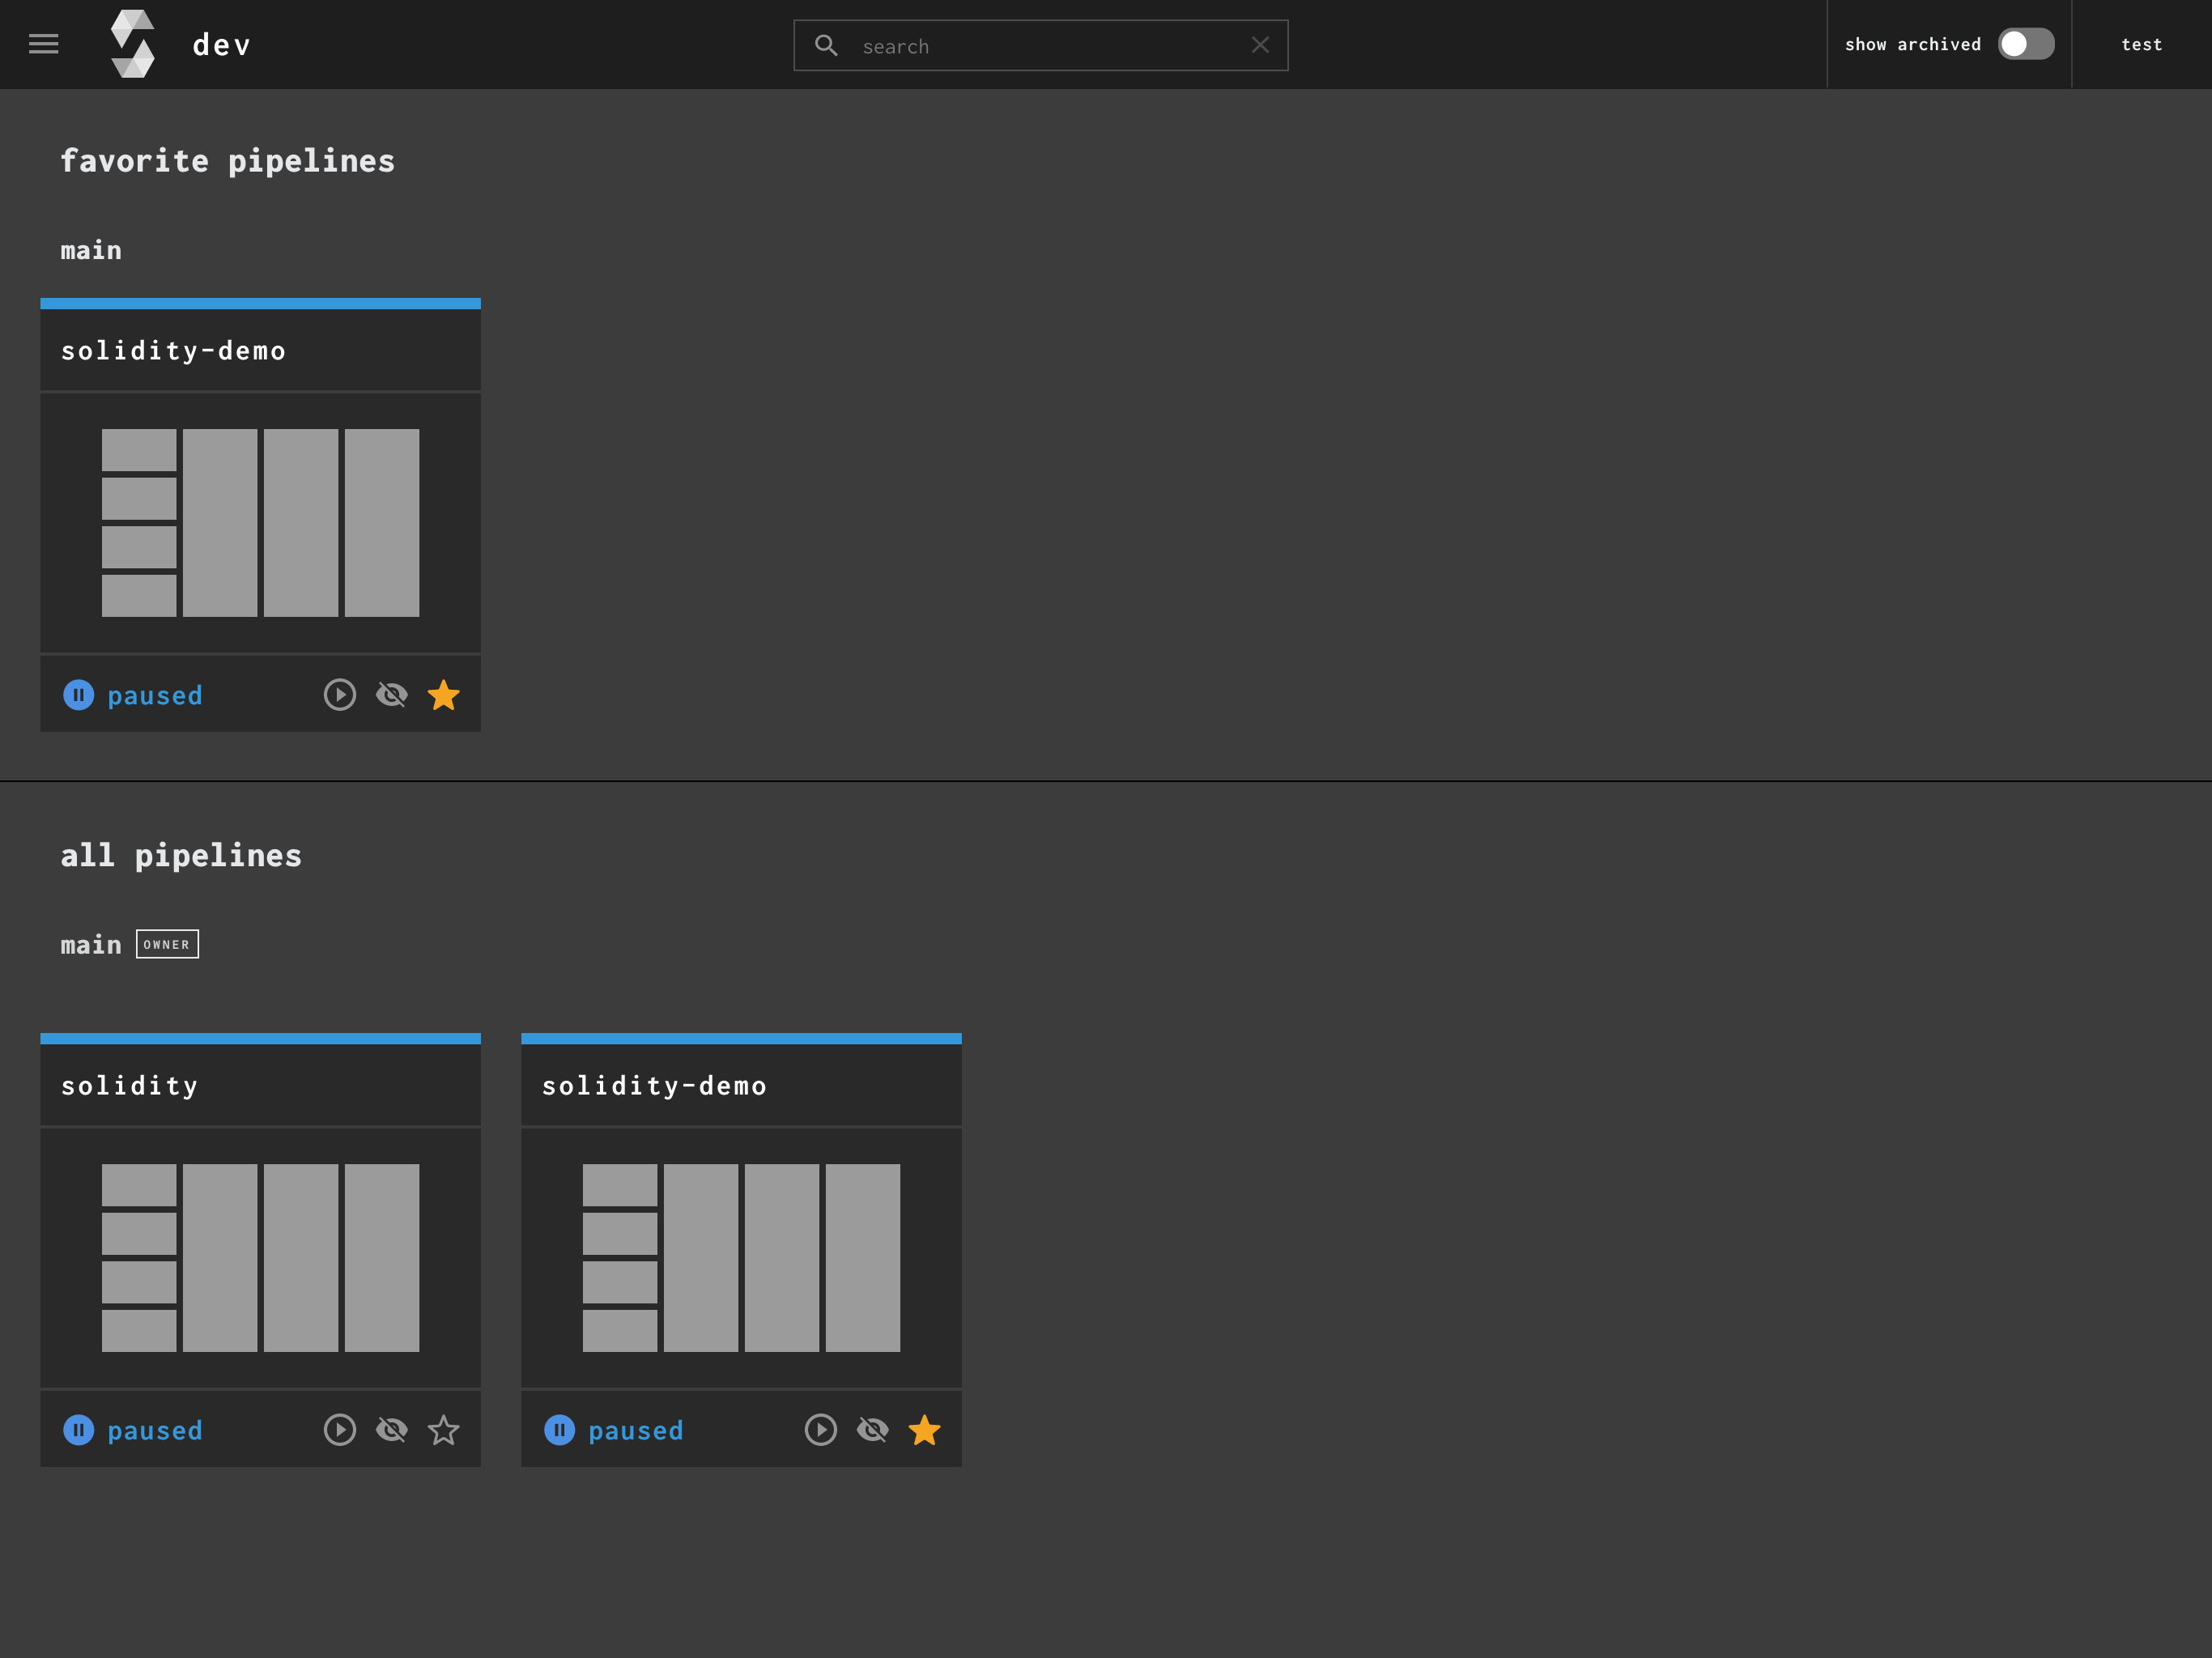 dev
search
show archived
test
favorite pipelines
main
solidity-demo
paused
all pipelines
main OWNER
solidity
solidity-demo
paused
paused